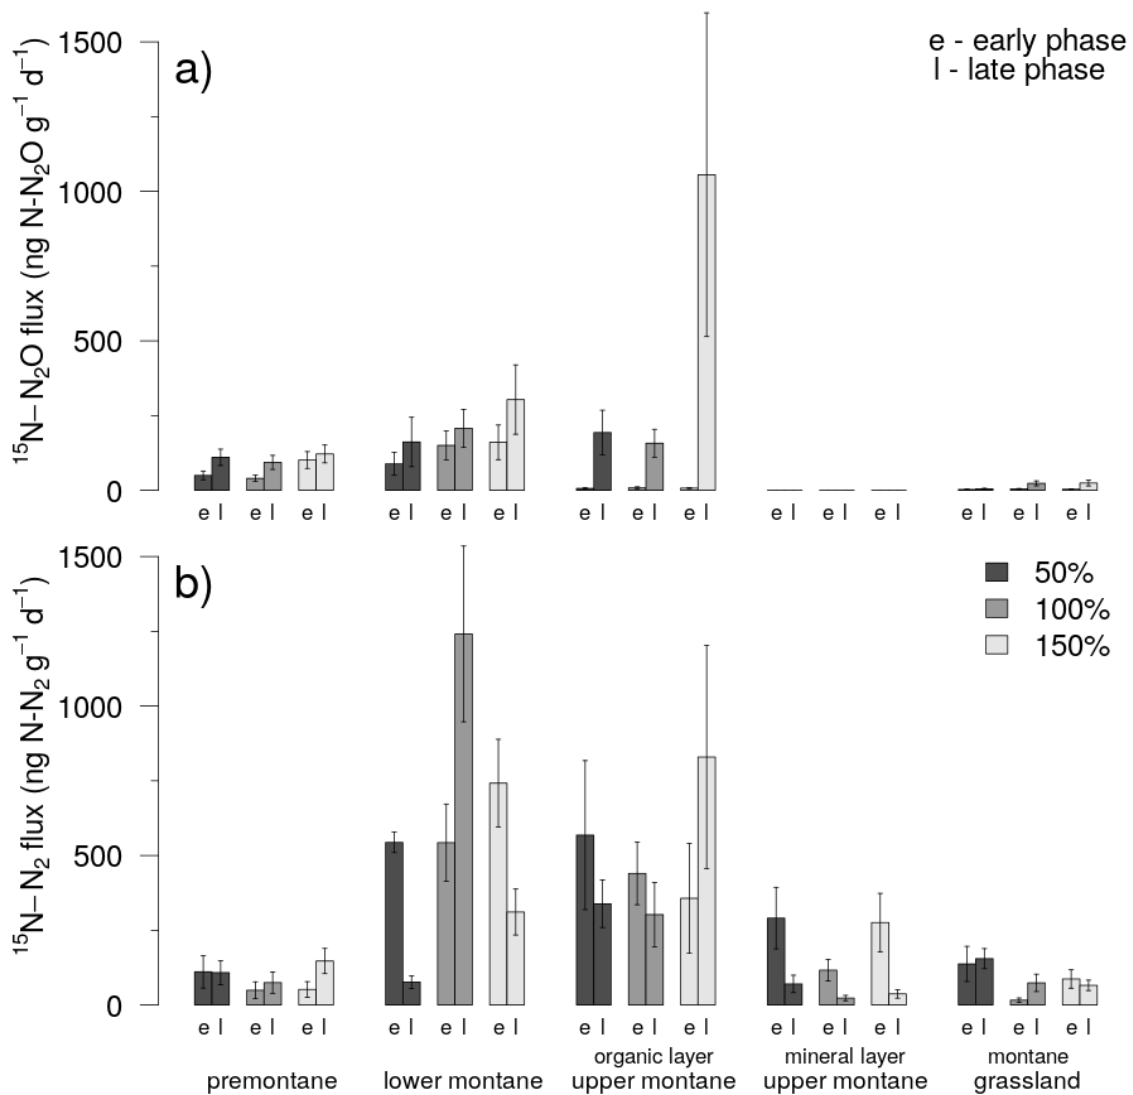 a)
e - early phase
l - late phase
¹⁵N– N₂O flux (ng N-N₂O g⁻¹ d⁻¹)
1500
1000
500
0
e l e l e l e l e l e l e l e l e l e l e l e l e l e l e l
b)
50%
100%
150%
¹⁵N– N₂ flux (ng N-N₂ g⁻¹ d⁻¹)
1500
1000
500
0
e l e l e l e l e l e l e l e l e l e l e l e l e l e l e l
organic layer mineral layer montane
premontane lower montane upper montane upper montane grassland